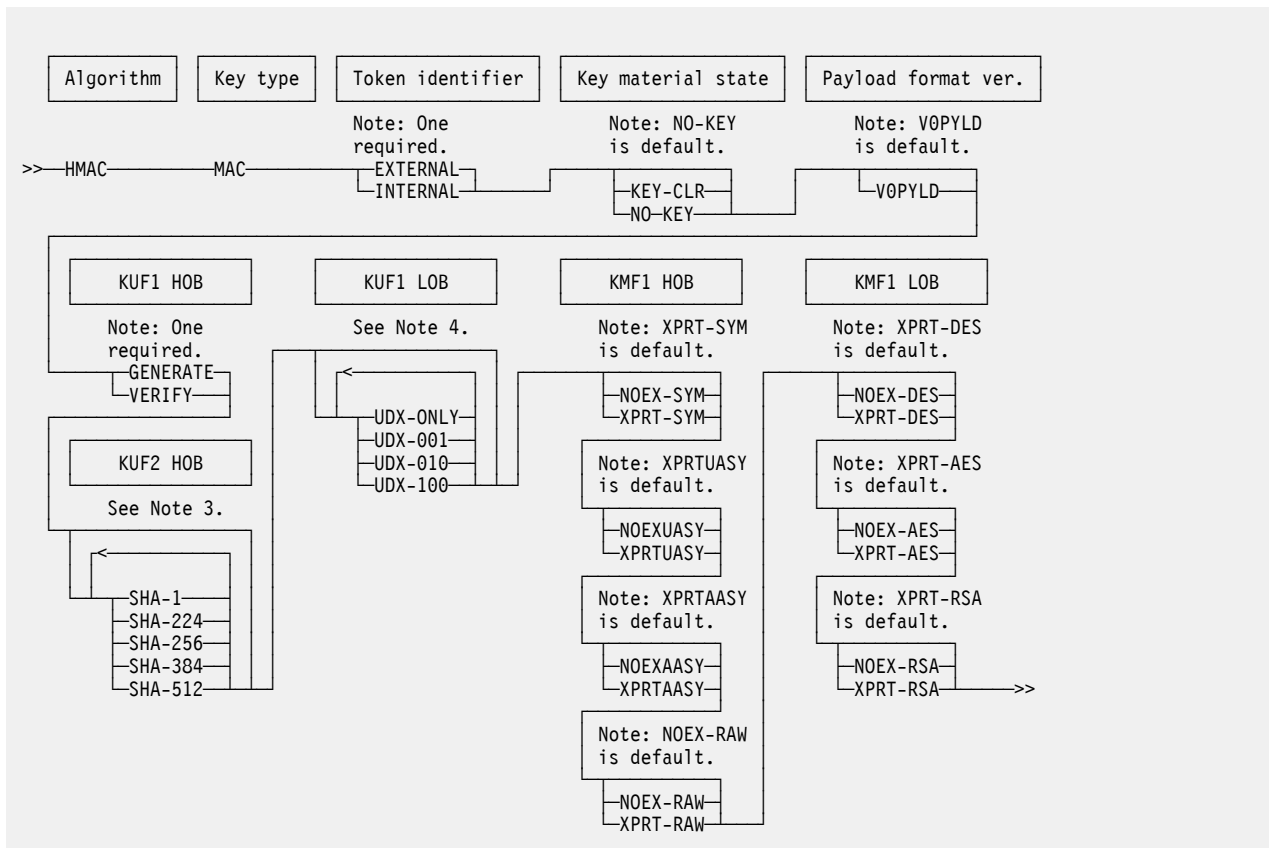 Algorithm Key type Token identifier Key material state Payload format ver.
Note: One Note: NO-KEY Note: V0PYLD
required. is default. is default.
>>—HMAC—MAC—EXTERNAL
INTERNAL KEY-CLR V0PYLD
NO-KEY
KUF1 HOB KUF1 LOB KMF1 HOB KMF1 LOB
Note: One See Note 4. Note: XPRT-SYM Note: XPRT-DES
required. is default. is default.
GENERATE <
VERIFY NOEX-SYM NOEX-DES
UDX-ONLY XPRT-SYM XPRT-DES
UDX-001
KUF2 HOB UDX-010 Note: XPRTUASY Note: XPRT-AES
UDX-100 is default. is default.
See Note 3.
NOEXUASY NOEX-AES
< XPRTUASY XPRT-AES
SHA-1 Note: XPRTAASY Note: XPRT-RSA
SHA-224 is default. is default.
SHA-256
SHA-384 NOEXAASY NOEX-RSA
SHA-512 XPRTAASY XPRT-RSA—>>
Note: NOEX-RAW
is default.
NOEX-RAW
XPRT-RAW